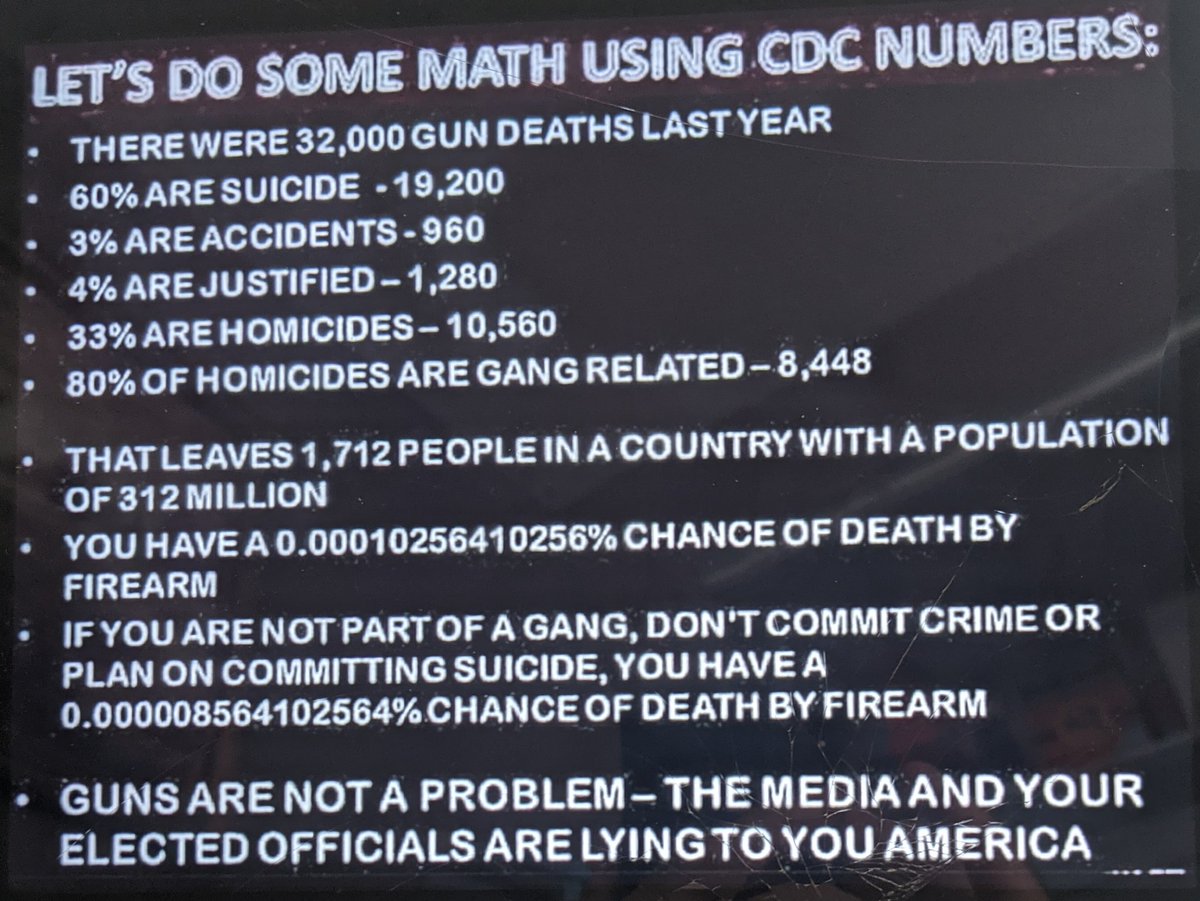 LET'S DO SOME MATH USING CDC NUMBERS:
• THERE WERE 32,000 GUN DEATHS LAST YEAR
• 60% ARE SUICIDE - 19,200
• 3% ARE ACCIDENTS - 960
• 4% ARE JUSTIFIED – 1,280
• 33% ARE HOMICIDES – 10,560
• 80% OF HOMICIDES ARE GANG RELATED – 8,448
• THAT LEAVES 1,712 PEOPLE IN A COUNTRY WITH A POPULATION
OF 312 MILLION
• YOU HAVE A 0.00010256410256% CHANCE OF DEATH BY
FIREARM
• IF YOU ARE NOT PART OF A GANG, DON'T COMMIT CRIME OR
PLAN ON COMMITTING SUICIDE, YOU HAVE A
0.000008564102564% CHANCE OF DEATH BY FIREARM
• GUNS ARE NOT A PROBLEM – THE MEDIA AND YOUR
ELECTED OFFICIALS ARE LYING TO YOU AMERICA